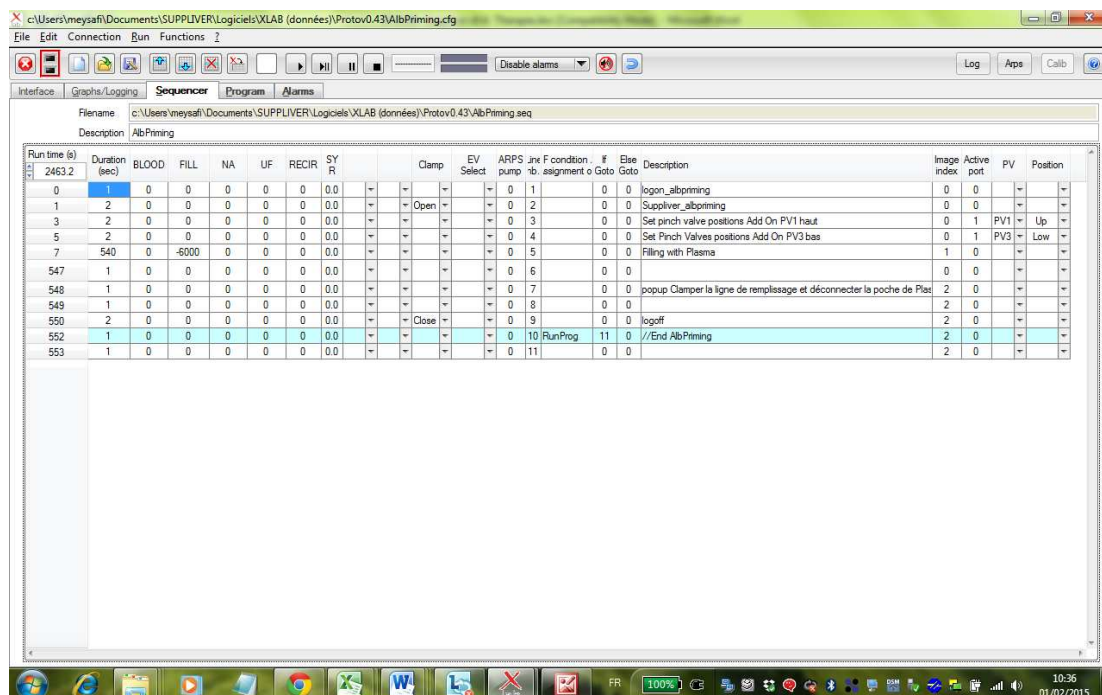 c:\Users\meysafi\Documents\SUPPLIVER\Logiciels\XLAB (données)\Protov0.43\AlbPriming.cfg
File Edit Connection Run Functions ?
Disable alarms Log Arps Calib
Interface Graphs/Logging Sequencer Program Alarms
Filename c:\Users\meysafi\Documents\SUPPLIVER\Logiciels\XLAB (données)\Protov0.43\AlbPriming.seq
Description AlbPriming
Run time (s) 2463.2 Duration (sec) BLOOD FILL NA UF RECIR SYR Clamp EV Select ARPS pump nb. If Goto Else Goto Description Image index Active port PV Position
0 1 0 0 0 0 0 0.0 0 1 0 0 logon_albpriming 0 0
1 2 0 0 0 0 0 0.0 Open 0 2 0 0 Suppliver_albpriming 0 0
3 2 0 0 0 0 0 0.0 0 3 0 0 Set pinch valve positions Add On PV1 haut 0 1 PV1 Up
5 2 0 0 0 0 0 0.0 0 4 0 0 Set Pinch Valves positions Add On PV3 bas 0 1 PV3 Low
7 540 0 -6000 0 0 0 0.0 0 5 0 0 Filling with Plasma 1 0
547 1 0 0 0 0 0 0.0 0 6 0 0 0 0
548 1 0 0 0 0 0 0.0 0 7 0 0 popup Clamper la ligne de remplissage et déconnecter la poche de Plas 2 0
549 1 0 0 0 0 0 0.0 0 8 0 0 2 0
550 2 0 0 0 0 0 0.0 Close 0 9 0 0 logoff 2 0
552 1 0 0 0 0 0 0.0 0 10 RunProg 11 0 //End AlbPriming 2 0
553 1 0 0 0 0 0 0.0 0 11 0 0 2 0
FR 100% 10:36
01/02/2015